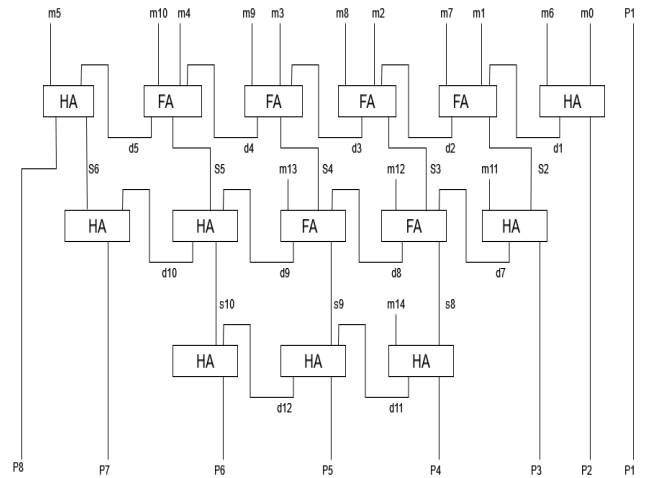 m5 m10 m4 m9 m3 m8 m2 m7 m1 m6 m0 P1
HA FA FA FA FA HA
d5 d4 d3 d2 d1
S6 S5 m13 S4 m12 S3 m11 S2
HA HA FA FA HA
d10 d9 d8 d7
s10 s9 m14 s8
HA HA HA
d12 d11
P8 P7 P6 P5 P4 P3 P2 P1